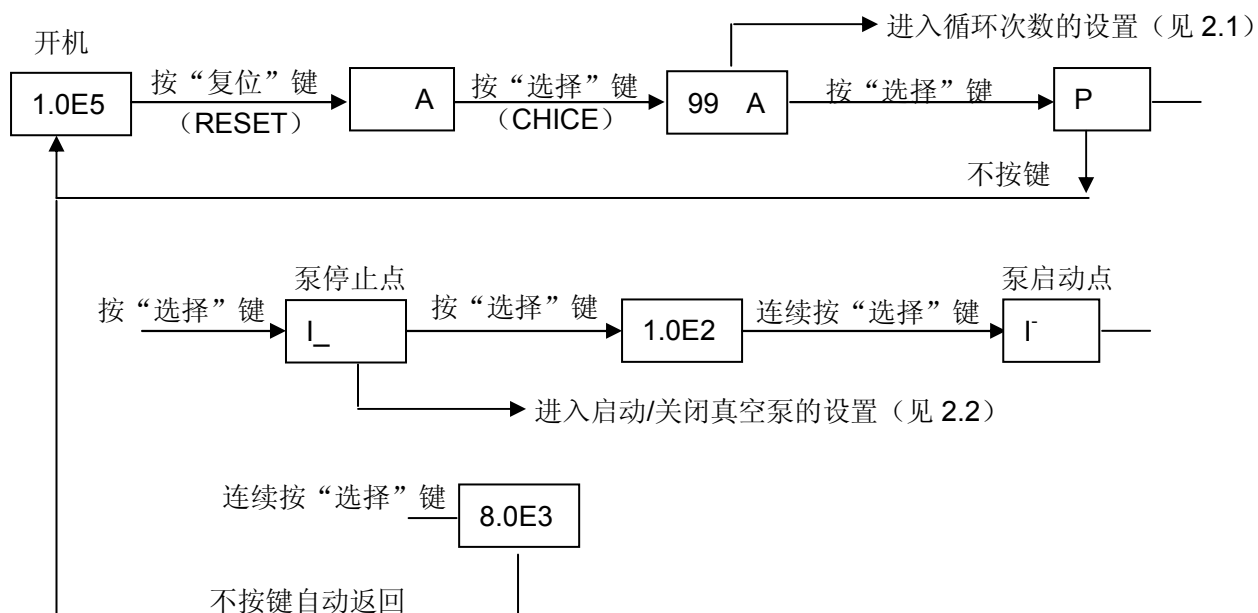 进入循环次数的设置（见 2.1）
开机
1.0E5
按“复位”键
（RESET）
A
按“选择”键
（CHICE）
99 A
按“选择”键
P
不按键
泵停止点
泵启动点
按“选择”键
I_
按“选择”键
1.0E2
连续按“选择”键
I⁻
进入启动/关闭真空泵的设置（见 2.2）
连续按“选择”键
8.0E3
不按键自动返回